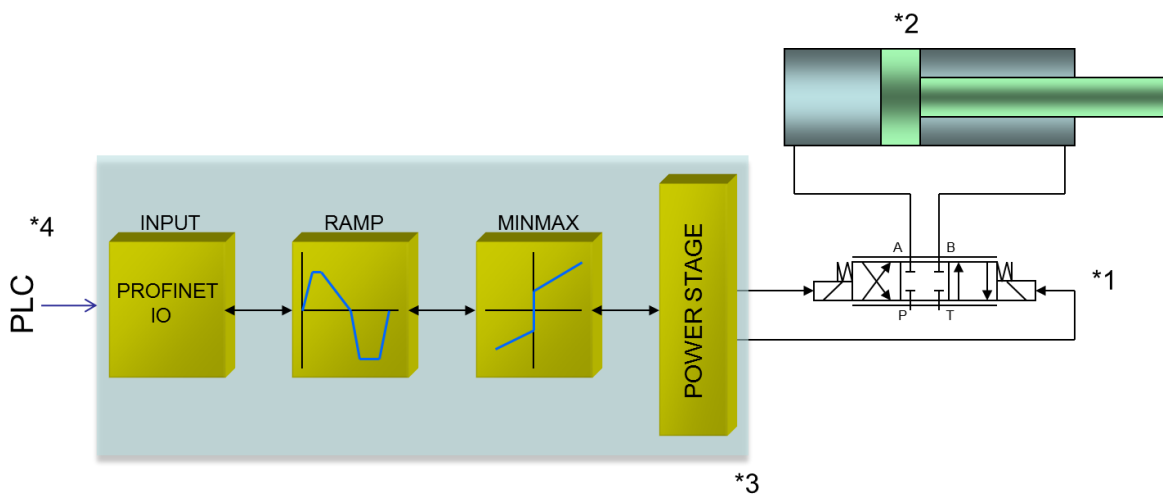 *2
*4
INPUT
RAMP
MINMAX
PLC
PROFINET
IO
POWER STAGE
A
B
P
T
*1
*3